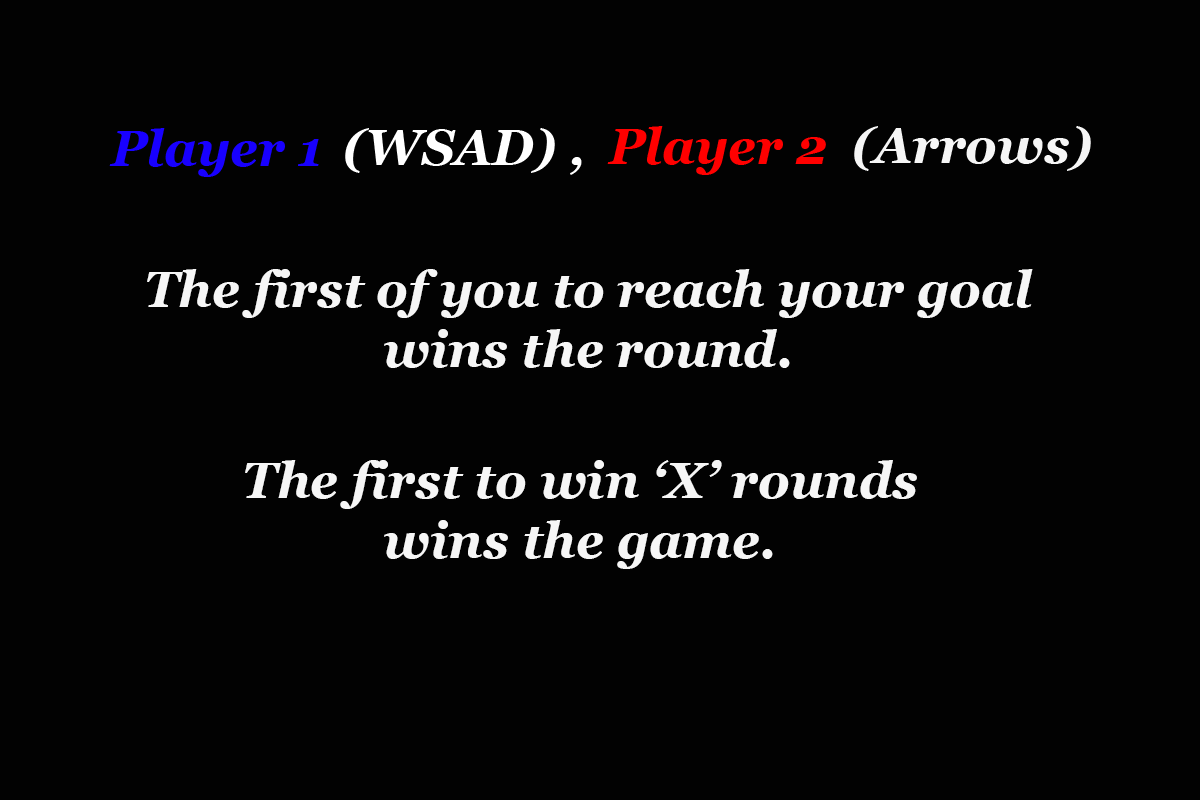 Player 1 (WSAD) , Player 2 (Arrows)
The first of you to reach your goal
wins the round.
The first to win ‘X’ rounds
wins the game.